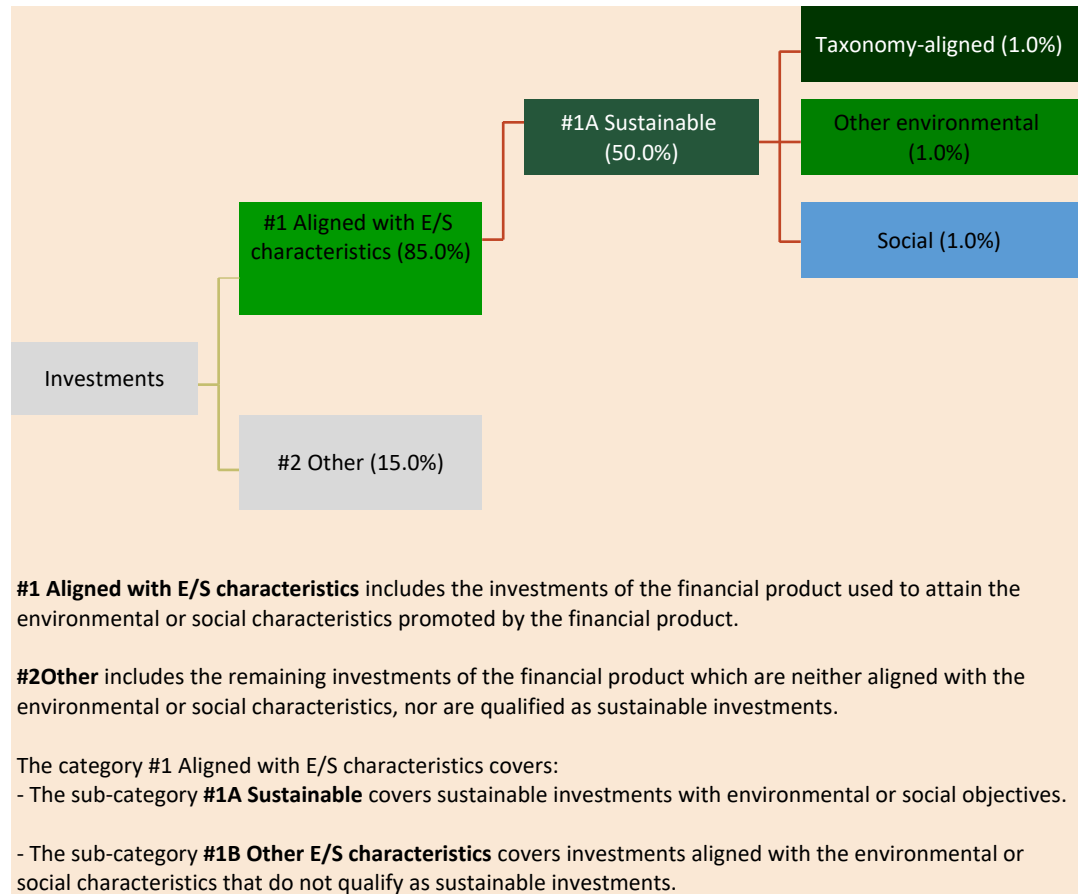 Taxonomy-aligned (1.0%)
#1A Sustainable
(50.0%)
Other environmental
(1.0%)
#1 Aligned with E/S
characteristics (85.0%)
Social (1.0%)
Investments
#2 Other (15.0%)
#1 Aligned with E/S characteristics includes the investments of the financial product used to attain the
environmental or social characteristics promoted by the financial product.
#2Other includes the remaining investments of the financial product which are neither aligned with the
environmental or social characteristics, nor are qualified as sustainable investments.
The category #1 Aligned with E/S characteristics covers:
- The sub-category #1A Sustainable covers sustainable investments with environmental or social objectives.
- The sub-category #1B Other E/S characteristics covers investments aligned with the environmental or
social characteristics that do not qualify as sustainable investments.